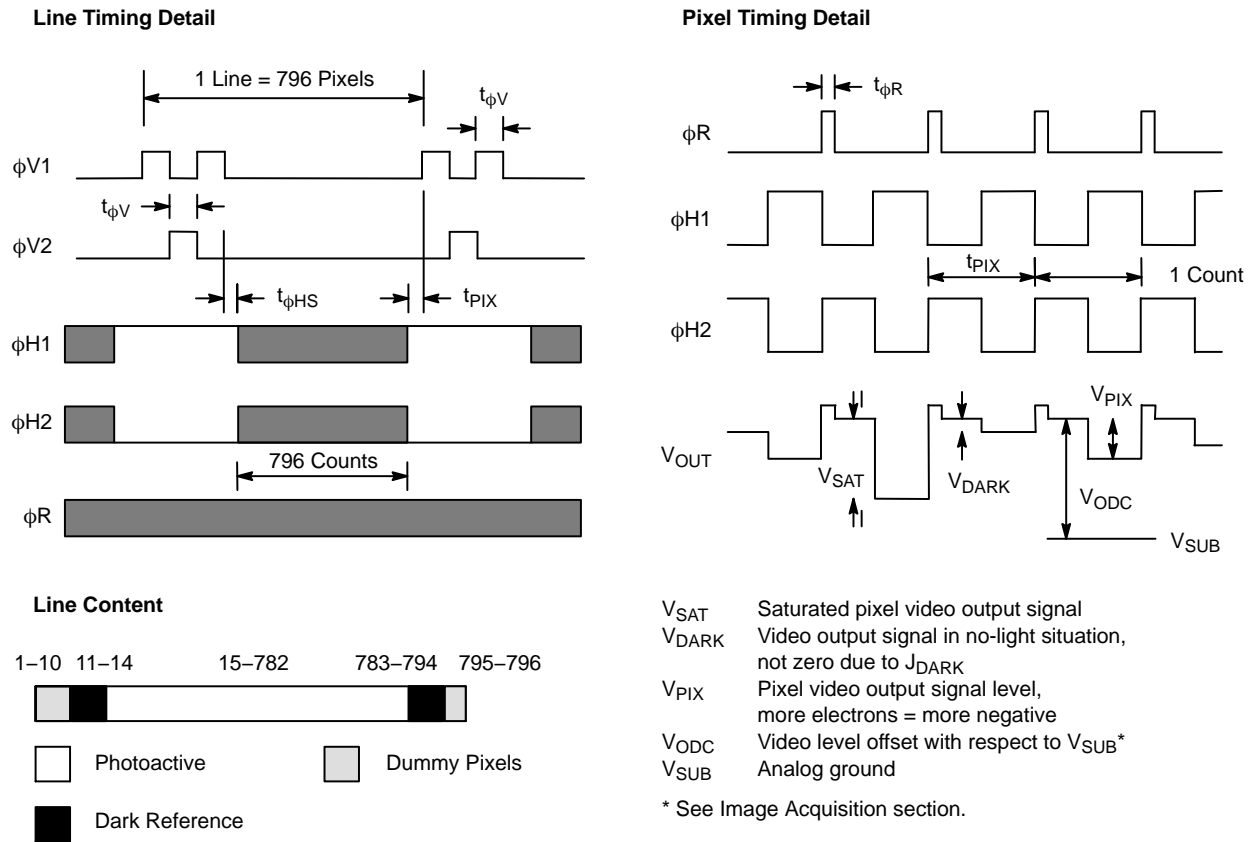 Line Timing Detail
1 Line = 796 Pixels
tϕV
ϕV1
tϕV
ϕV2
tϕHS
tPIX
ϕH1
ϕH2
796 Counts
ϕR
Line Content
1–10 11–14 15–782 783–794 795–796
Photoactive
Dummy Pixels
Dark Reference
Pixel Timing Detail
tϕR
ϕR
ϕH1
tPIX
1 Count
ϕH2
VPIX
VOUT
VSAT
VDARK
VODC
VSUB
VSAT Saturated pixel video output signal
VDARK Video output signal in no-light situation,
not zero due to JDARK
VPIX Pixel video output signal level,
more electrons = more negative
VODC Video level offset with respect to VSUB*
VSUB Analog ground
* See Image Acquisition section.